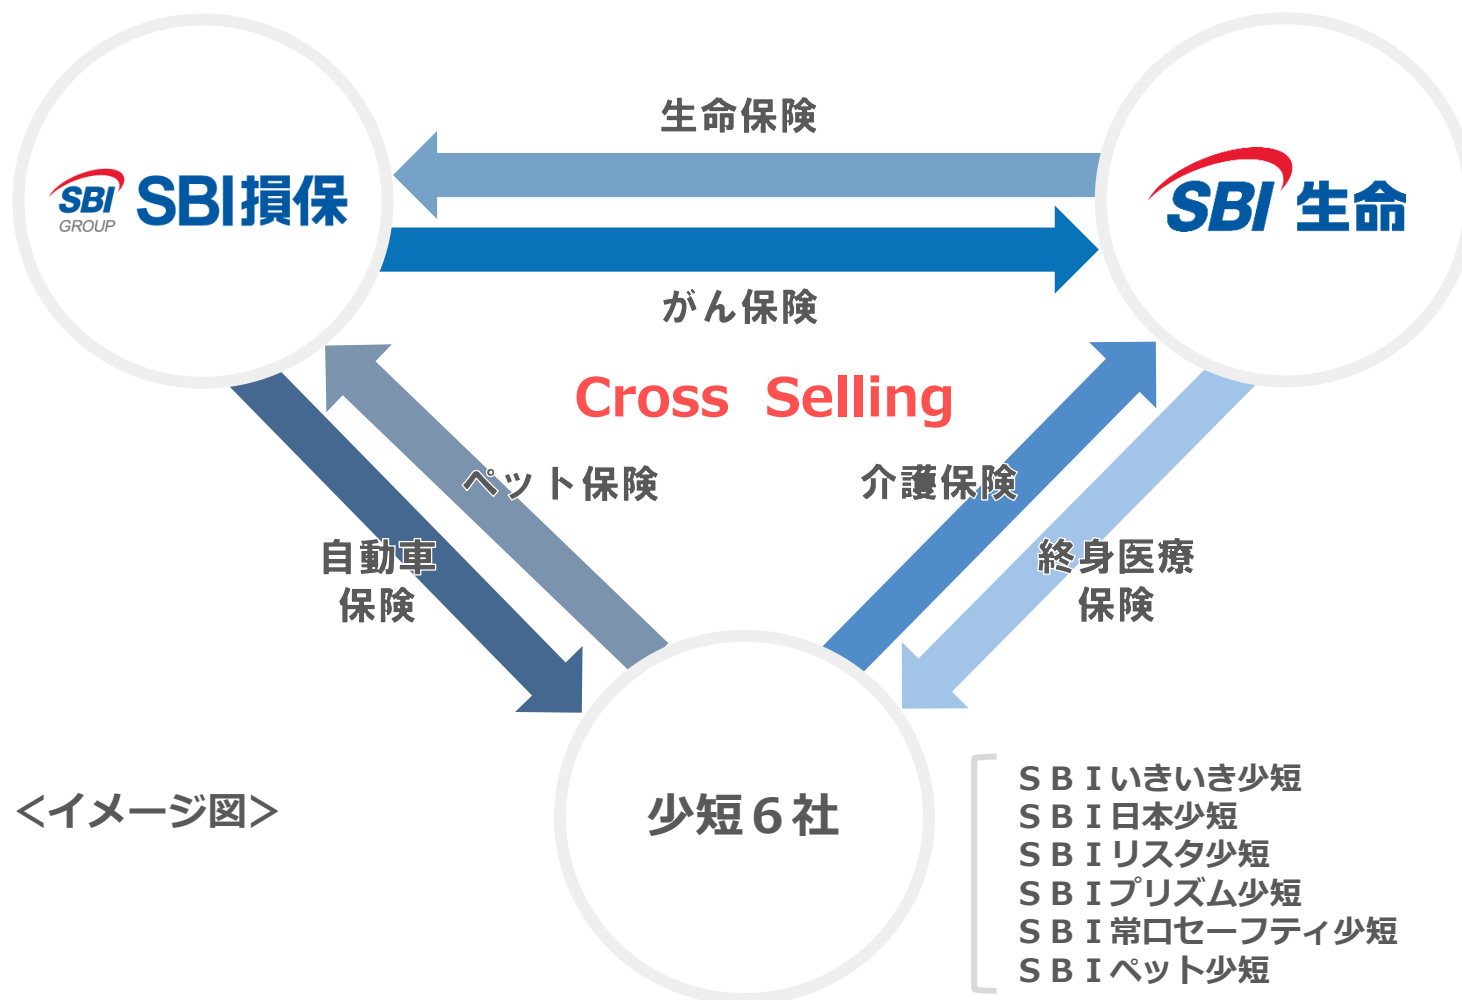 生命保険
SBI GROUP SBI損保
SBI 生命
がん保険
Cross Selling
ペット保険
介護保険
自動車
保険
終身医療
保険
<イメージ図>
少短６社
ＳＢＩいきいき少短
ＳＢＩ日本少短
ＳＢＩリスタ少短
ＳＢＩプリズム少短
ＳＢＩ常口セーフティ少短
ＳＢＩペット少短